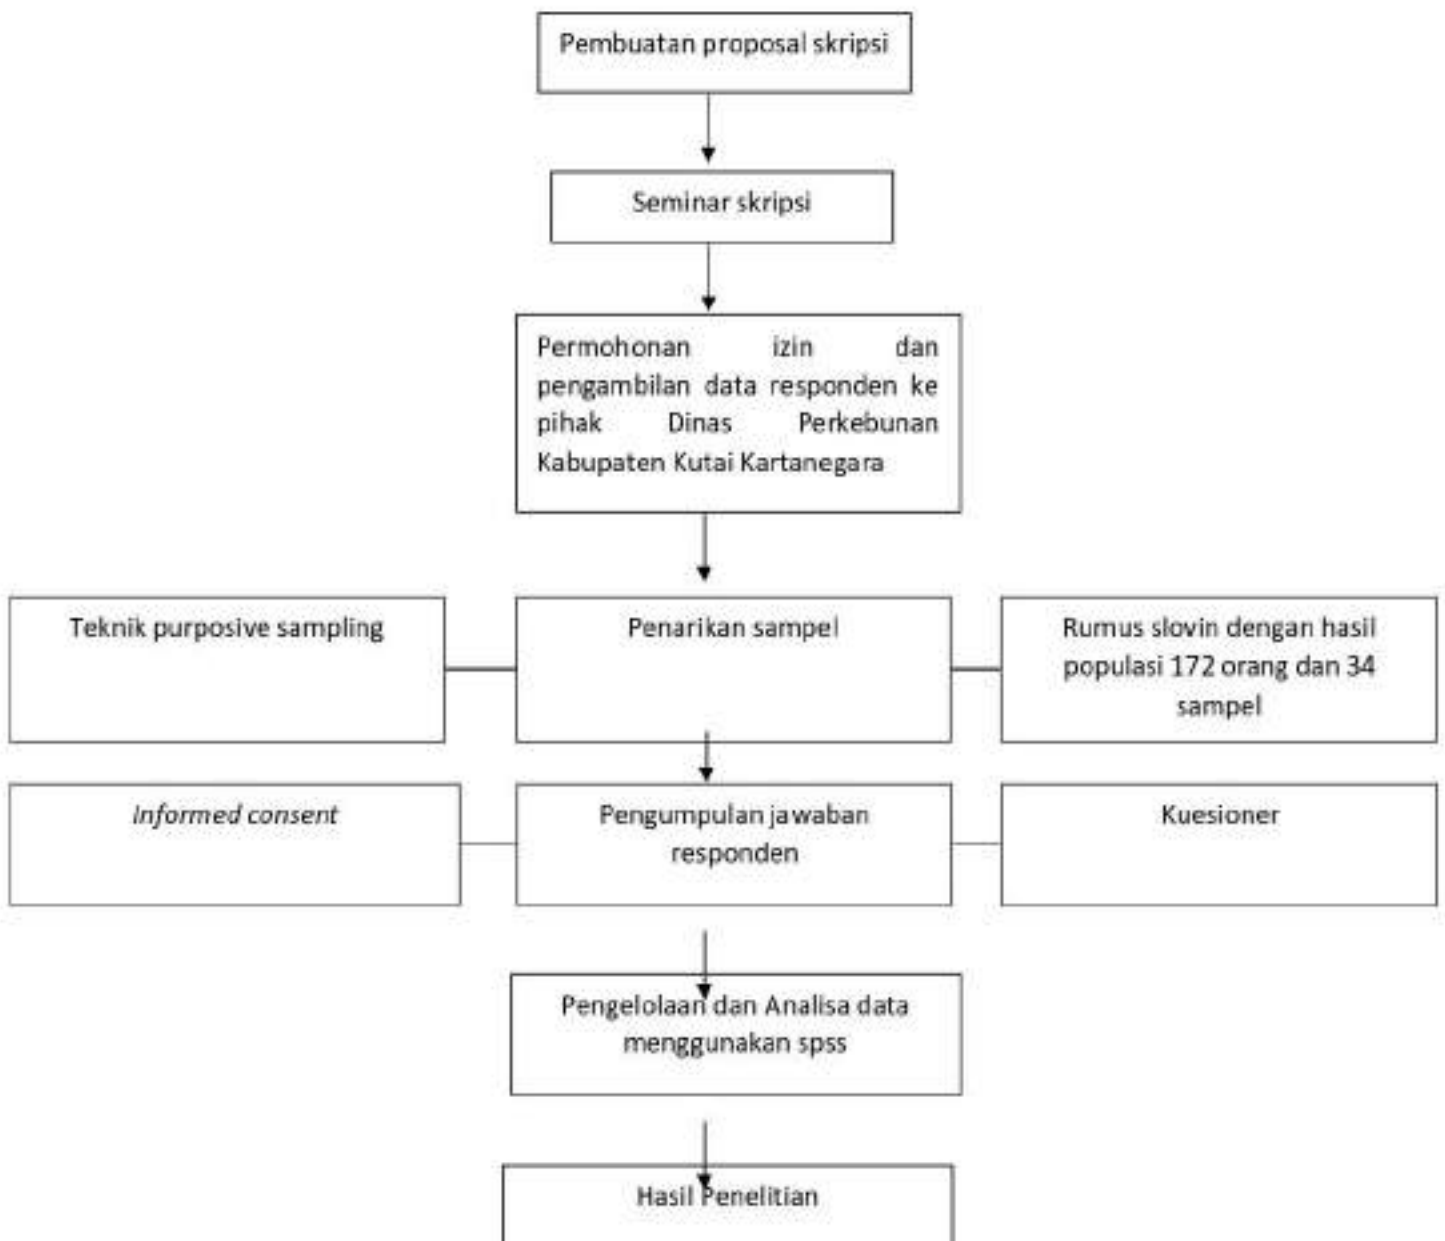 Pembuatan proposal skripsi
Seminar skripsi
Permohonan izin dan
pengambilan data responden ke
pihak Dinas Perkebunan
Kabupaten Kutai Kartanegara
Teknik purposive sampling
Penarikan sampel
Rumus slovin dengan hasil
populasi 172 orang dan 34
sampel
Informed consent
Pengumpulan jawaban
responden
Kuesioner
Pengelolaan dan Analisa data
menggunakan spss
Hasil Penelitian